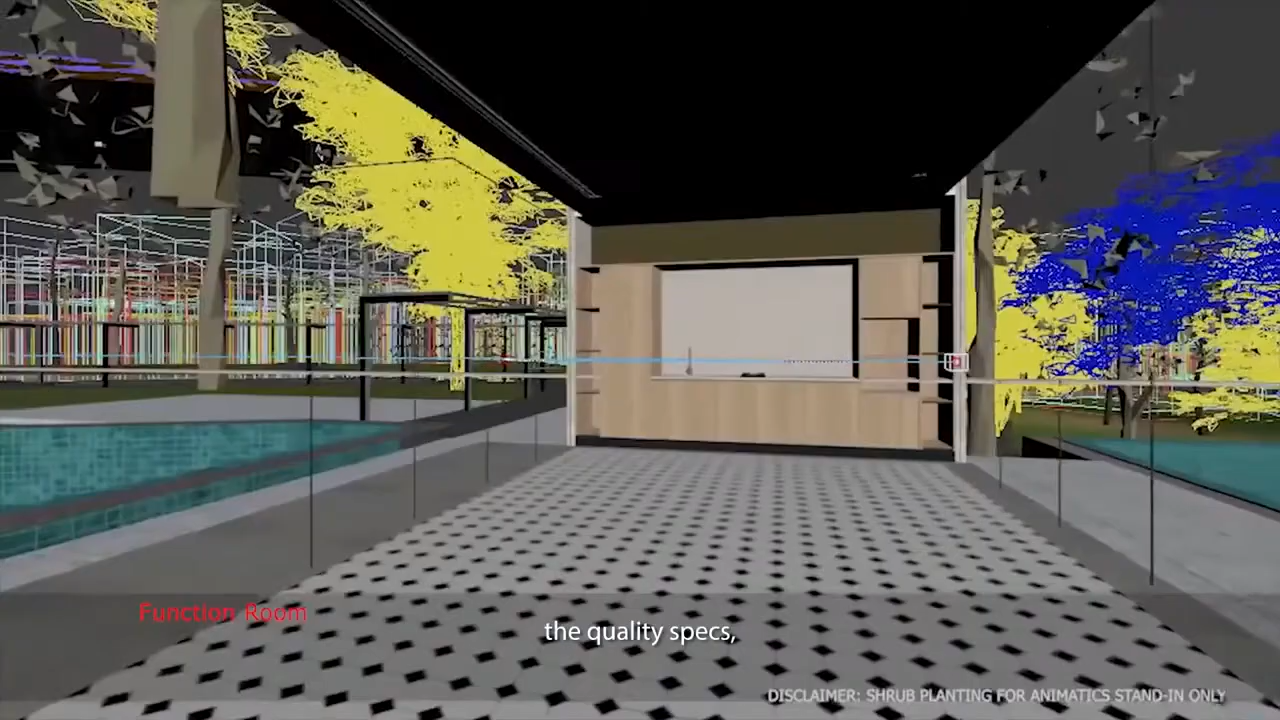 Function Room
the quality specs,
DISCLAIMER: SHRUB PLANTING FOR ANIMATICS STAND-IN ONLY